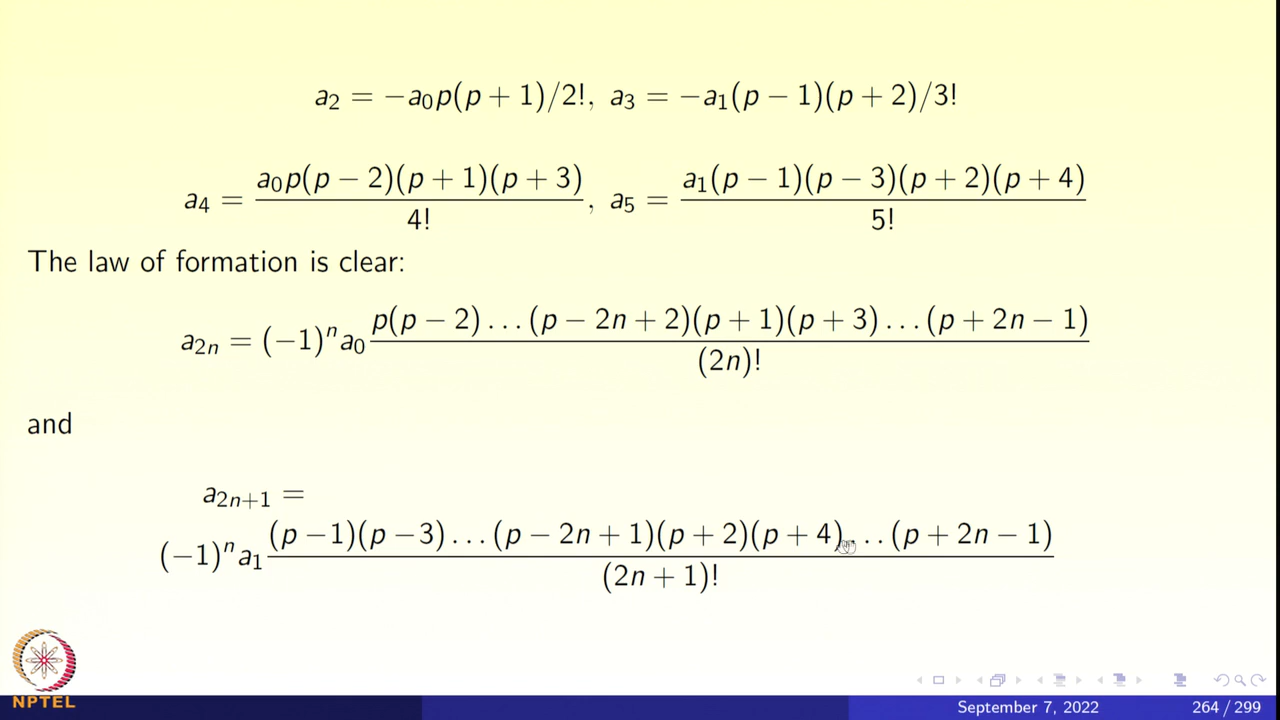 a₂ = −a₀p(p + 1)/2!, a₃ = −a₁(p − 1)(p + 2)/3!
a₄ = a₀p(p − 2)(p + 1)(p + 3) / 4!, a₅ = a₁(p − 1)(p − 3)(p + 2)(p + 4) / 5!
The law of formation is clear:
a₂ₙ = (−1)ⁿa₀ p(p − 2)...(p − 2n + 2)(p + 1)(p + 3)...(p + 2n − 1) / (2n)!
and
a₂ₙ₊₁ =
(−1)ⁿa₁ (p −1)(p −3)...(p − 2n + 1)(p + 2)(p + 4)...(p + 2n − 1) / (2n + 1)!
NPTEL
September 7, 2022 264 / 299